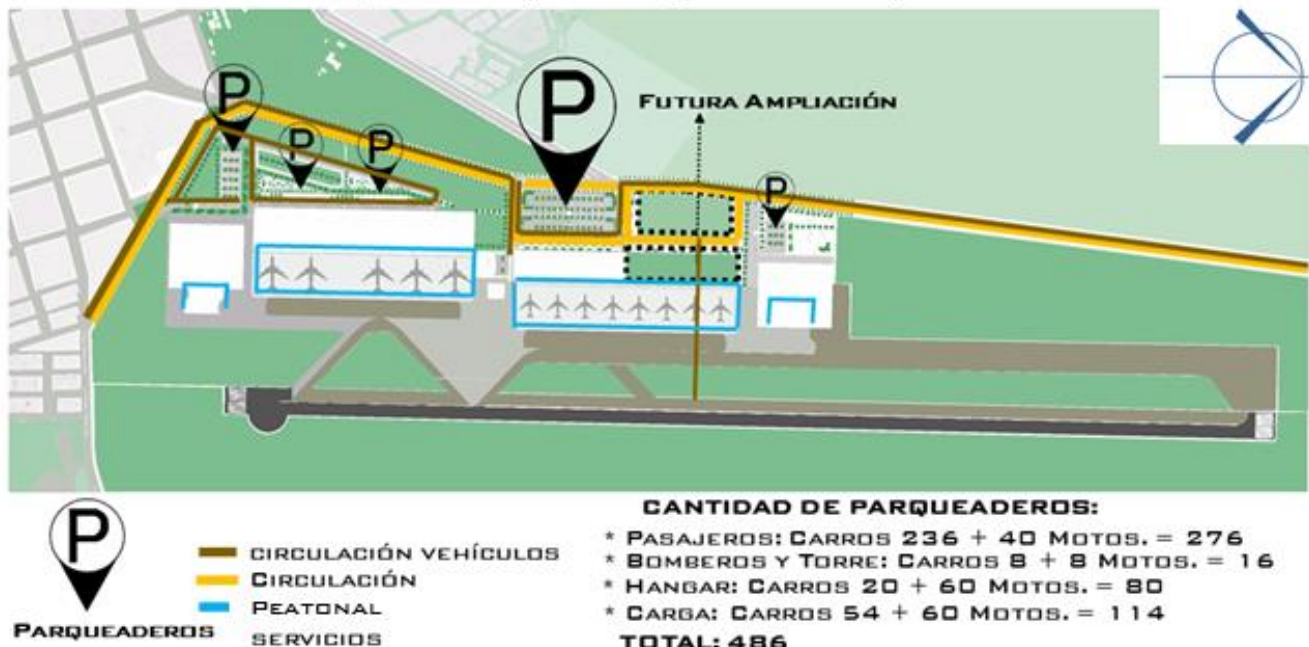 P
P
P
P
P
FUTURA AMPLIACIÓN
P
PARQUEADEROS
CIRCULACIÓN VEHÍCULOS
CIRCULACIÓN
PEATONAL
SERVICIOS
CANTIDAD DE PARQUEADEROS:
* PASAJEROS: CARROS 236 + 40 MOTOS. = 276
* BOMBEROS Y TORRE: CARROS 8 + 8 MOTOS. = 16
* HANGAR: CARROS 20 + 60 MOTOS. = 80
* CARGA: CARROS 54 + 60 MOTOS. = 114
TOTAL: 486